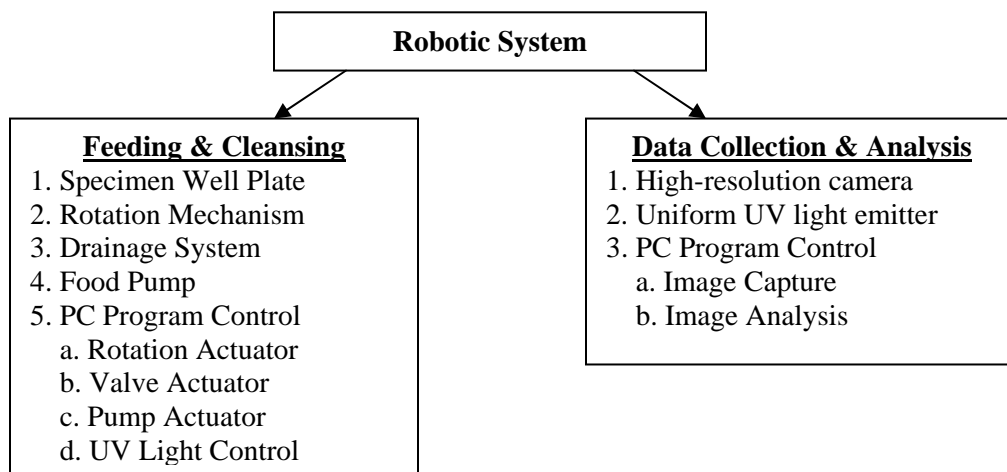 Robotic System
Feeding & Cleansing
1. Specimen Well Plate
2. Rotation Mechanism
3. Drainage System
4. Food Pump
5. PC Program Control
a. Rotation Actuator
b. Valve Actuator
c. Pump Actuator
d. UV Light Control
Data Collection & Analysis
1. High-resolution camera
2. Uniform UV light emitter
3. PC Program Control
a. Image Capture
b. Image Analysis